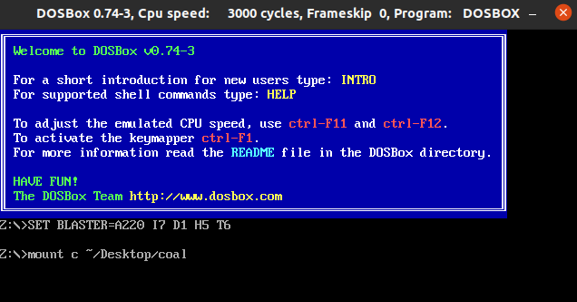 DOSBox 0.74-3, Cpu speed: 3000 cycles, Frameskip 0, Program: DOSBOX
Welcome to DOSBox v0.74-3
For a short introduction for new users type: INTRO
For supported shell commands type: HELP
To adjust the emulated CPU speed, use ctrl-F11 and ctrl-F12.
To activate the keymapper ctrl-F1.
For more information read the README file in the DOSBox directory.
HAVE FUN!
The DOSBox Team http://www.dosbox.com
Z:\>SET BLASTER=A220 I7 D1 H5 T6
Z:\>mount c ~/Desktop/coal